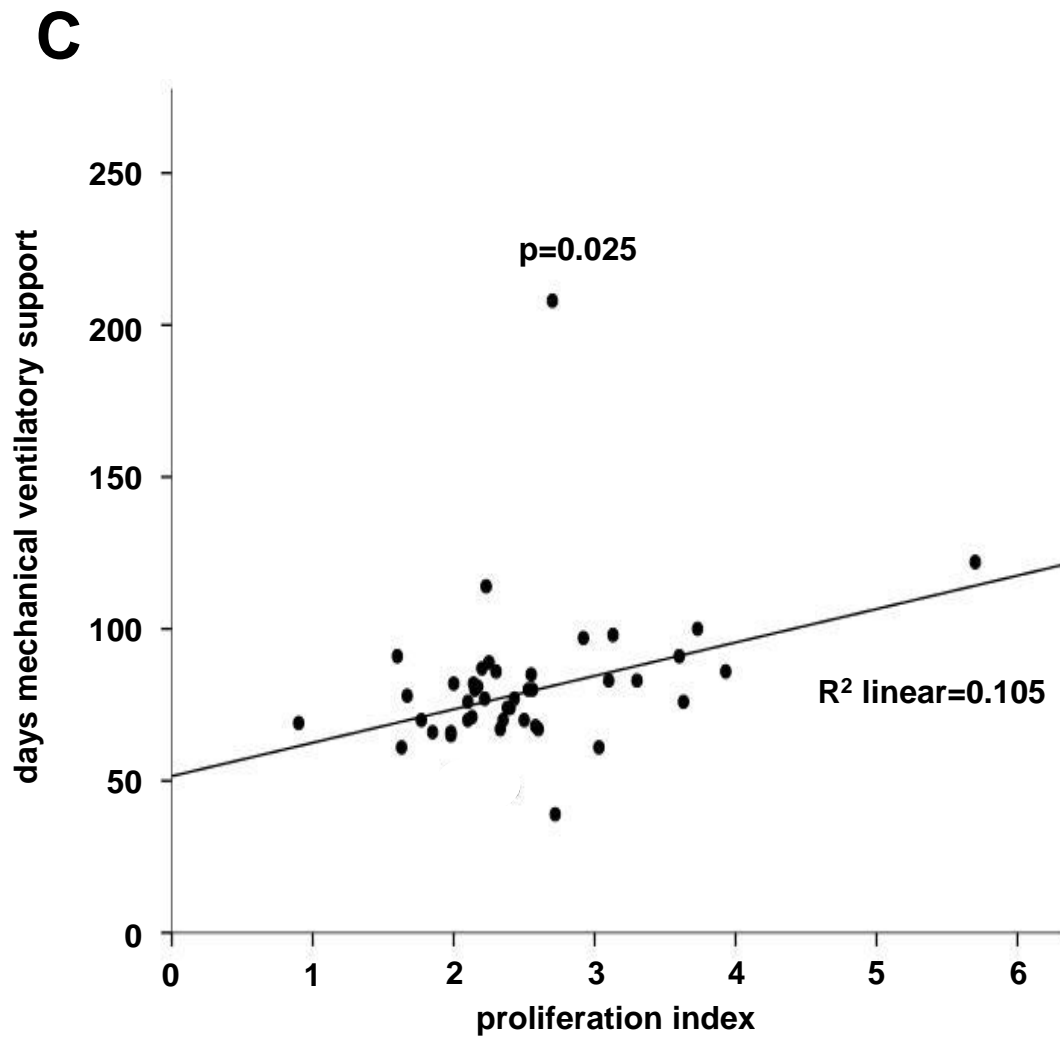 C
250
200
150
100
50
0
days mechanical ventilatory support
p=0.025
R² linear=0.105
0 1 2 3 4 5 6
proliferation index